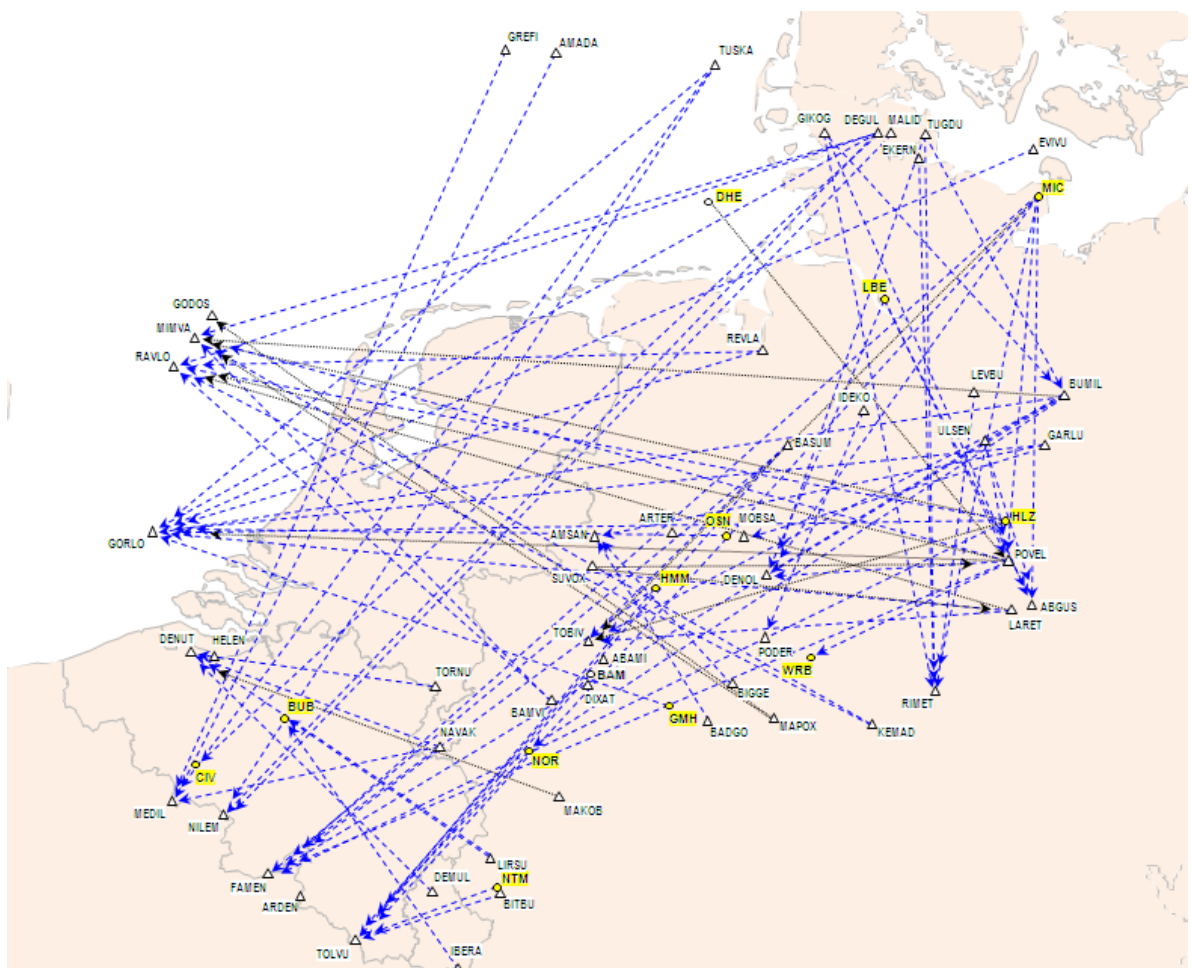 GREFI
AMADA
TUSKA
GIKOG
DEGUL
MALID
TUGDU
EKERN
EVIVU
MIC
DHE
LBE
GODOS
MIMVA
RAVLO
REVLA
LEVBU
BUMIL
IDEKO
ULSEN
GARLU
BASUM
GORLO
AMSAN
ARTER
OSN
MOBSA
HLZ
POVEL
SUVOX
HMM
DENOL
ABGUS
LARET
DENUT
HELEN
TOBIV
ABAMI
BAM
DIXAT
PODER
WRB
TORNU
BAMVI
BIGGE
RIMET
BUB
GMH
BADGO
MAPOX
KEMAD
NAVAK
NOR
CIV
MEDIL
NILEM
MAKOB
LIRSU
FAMEN
ARDEN
DEMUL
NTM
BITBU
TOLVU
IBERA